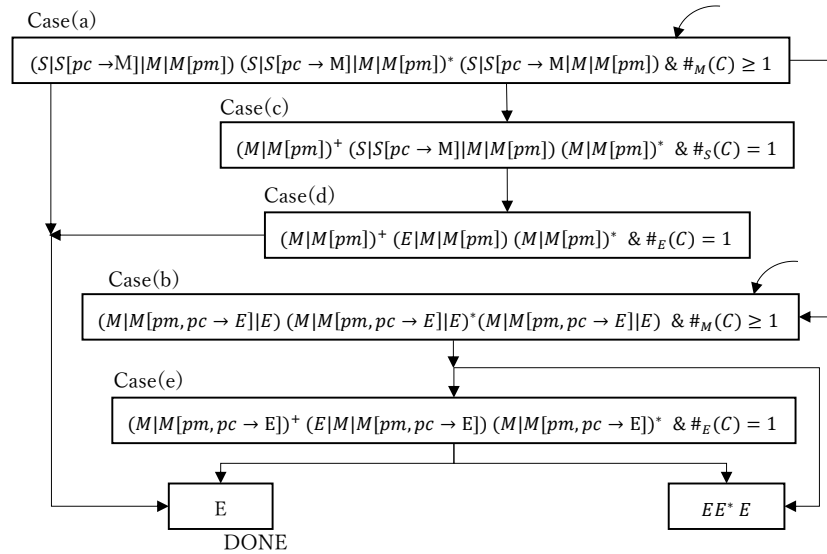 Case(a)
(S|S[pc →M]|M|M[pm]) (S|S[pc → M]|M|M[pm])* (S|S[pc → M|M|M[pm]) & #_M(C) ≥ 1
Case(c)
(M|M[pm])⁺ (S|S[pc → M]|M|M[pm]) (M|M[pm])* & #_S(C) = 1
Case(d)
(M|M[pm])⁺ (E|M|M[pm]) (M|M[pm])* & #_E(C) = 1
Case(b)
(M|M[pm, pc → E]|E) (M|M[pm, pc → E]|E)*(M|M[pm, pc → E]|E) & #_M(C) ≥ 1
Case(e)
(M|M[pm, pc → E])⁺ (E|M|M[pm, pc → E]) (M|M[pm, pc → E])* & #_E(C) = 1
E
EE* E
DONE